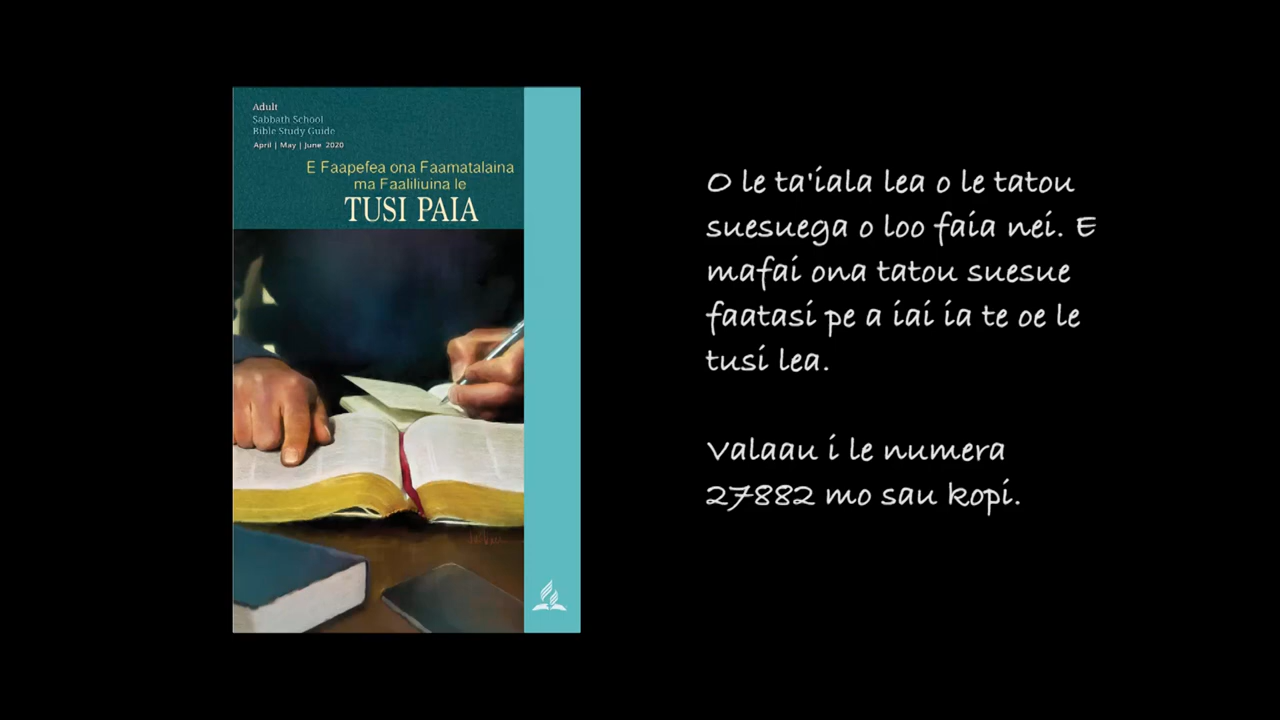 Adult
Sabbath School
Bible Study Guide
April | May | June 2020
E Faapefea ona Faamatalaina
ma Faaliliuina le
TUSI PAIA
O le ta'iala lea o le tatou
suesuega o loo faia nei. E
mafai ona tatou suesue
faatasi pe a iai ia te oe le
tusi lea.
Valaau i le numera
27882 mo sau kopi.